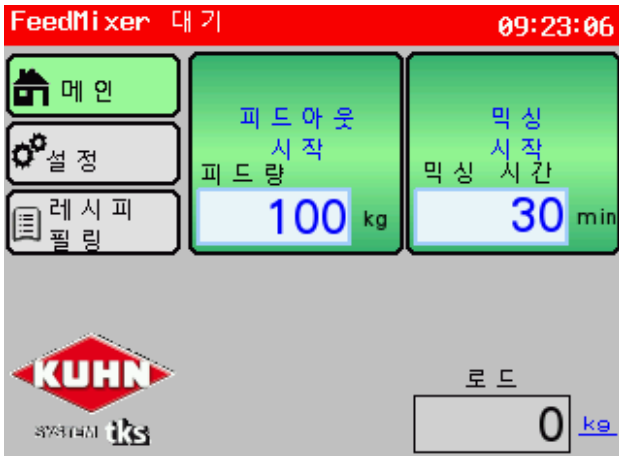 FeedMixer 대기 09:23:06
메인
설정
레시피
필링
피드아웃
시작
피드량
100 kg
믹싱
시작
믹싱 시간
30 min
KUHN
SYSTEM tks
로드
0 kg